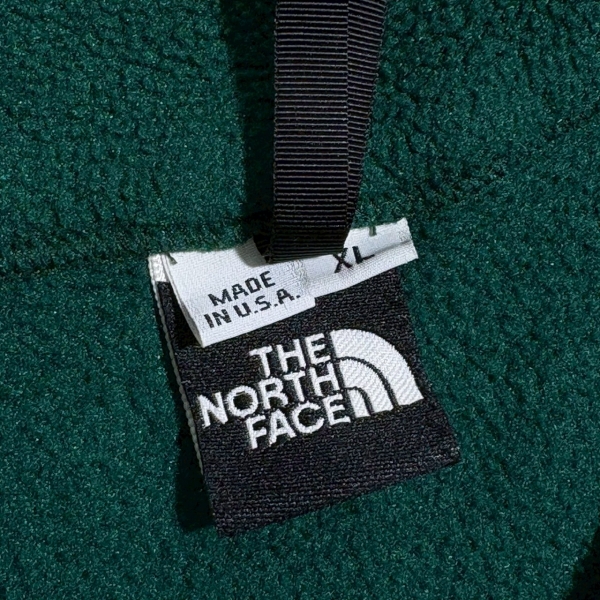 XL
MADE
IN U.S.A.
THE
NORTH
FACE